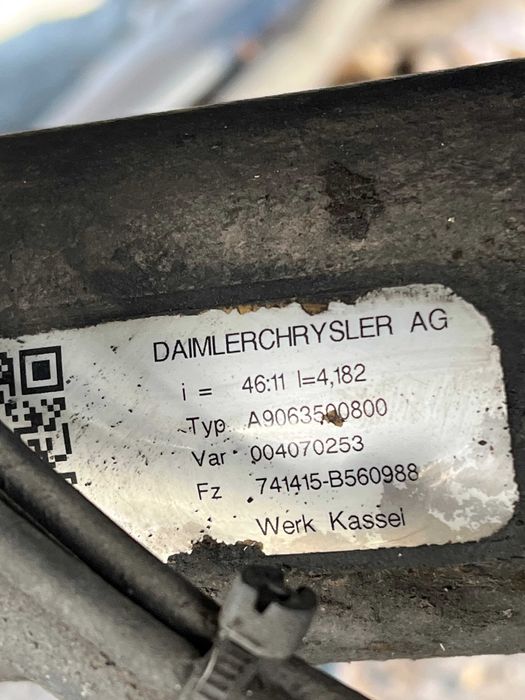 DAIMLERCHRYSLER AG
i = 46:11 I=4,182
Typ A9063500800
Var 004070253
Fz 741415-B560988
Werk Kassel